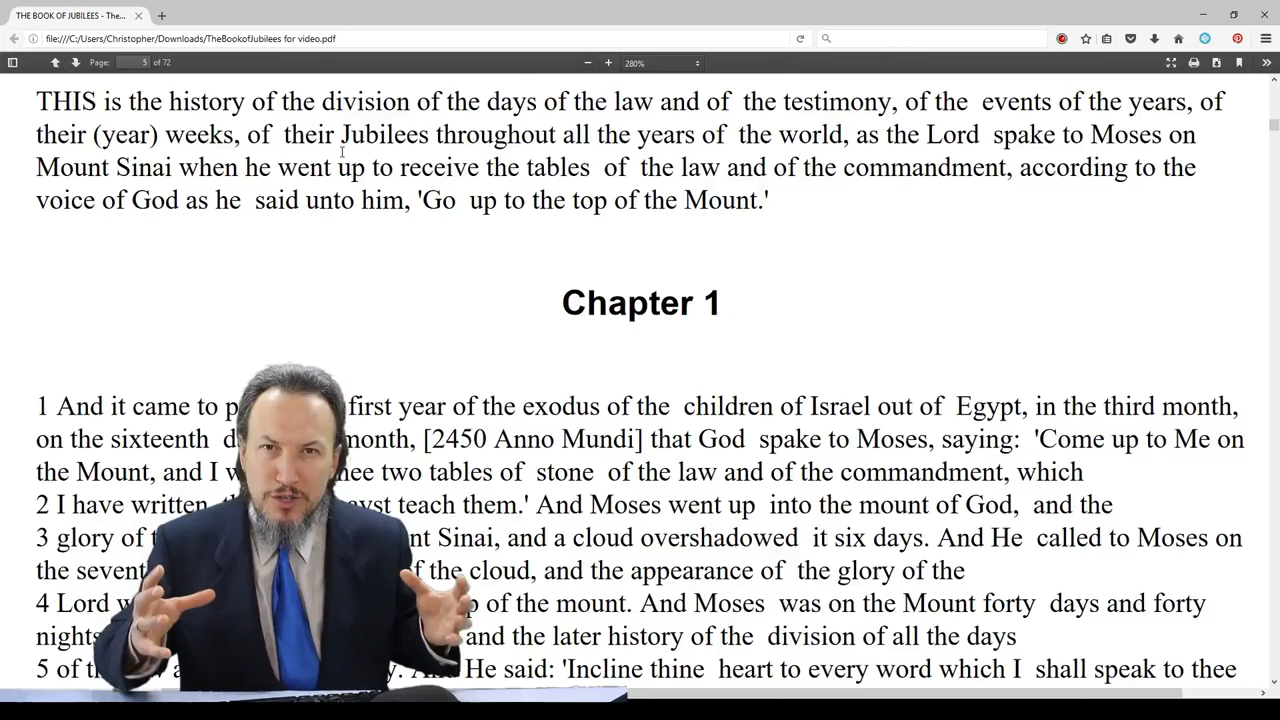 THE BOOK OF JUBILEES - The...
file:///C:/Users/Christopher/Downloads/TheBookofJubilees for video.pdf
Page: 5 of 72
280%
THIS is the history of the division of the days of the law and of the testimony, of the events of the years, of
their (year) weeks, of their Jubilees throughout all the years of the world, as the Lord spake to Moses on
Mount Sinai when he went up to receive the tables of the law and of the commandment, according to the
voice of God as he said unto him, 'Go up to the top of the Mount.'
Chapter 1
1 And it came to first year of the exodus of the children of Israel out of Egypt, in the third month,
on the sixteenth month, [2450 Anno Mundi] that God spake to Moses, saying: 'Come up to Me on
the Mount, and I two tables of stone of the law and of the commandment, which
2 I have written, teach them.' And Moses went up into the mount of God, and the
3 glory of Sinai, and a cloud overshadowed it six days. And He called to Moses on
the the cloud, and the appearance of the glory of the
4 Lord of the mount. And Moses was on the Mount forty days and forty
nights and the later history of the division of all the days
5 of He said: 'Incline thine heart to every word which I shall speak to thee